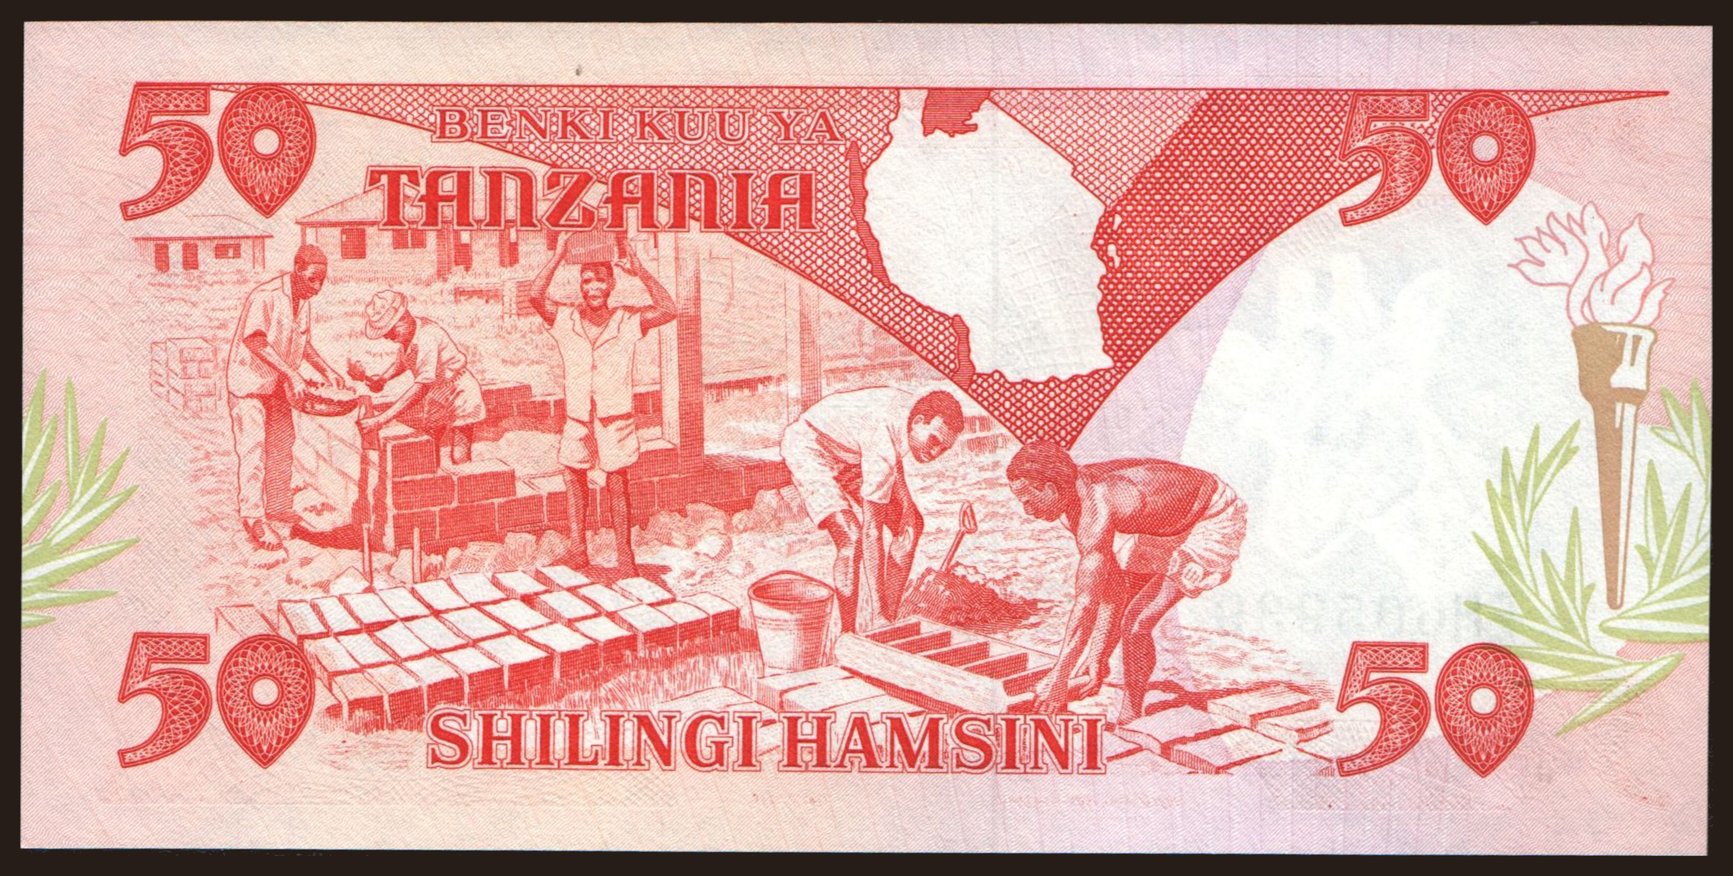 50 50
BENKI KUU YA
TANZANIA
50 50
SHILINGI HAMSINI